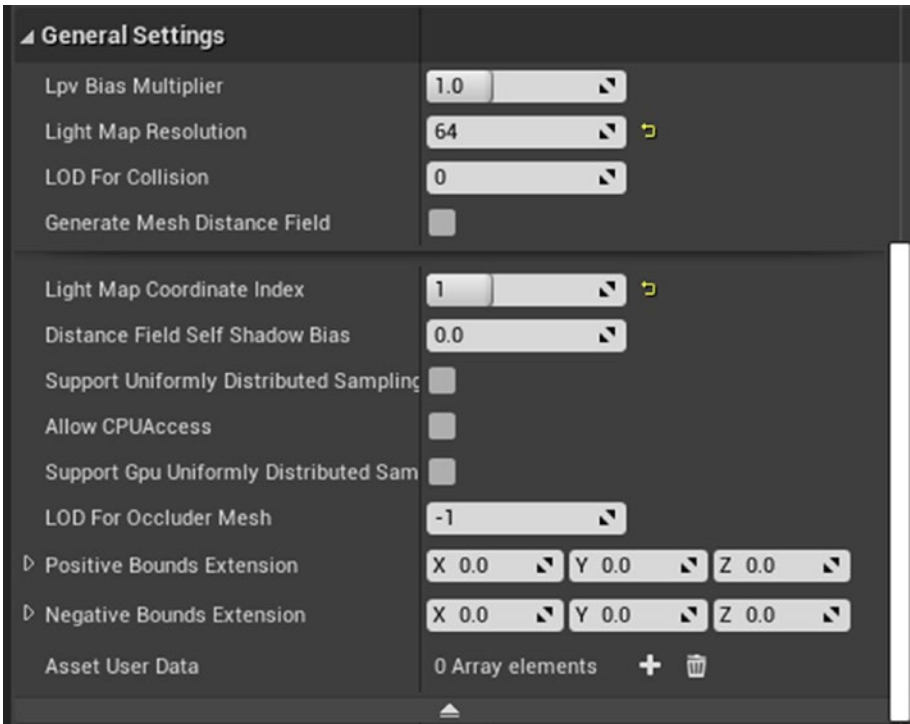 General Settings
Lpv Bias Multiplier 1.0
Light Map Resolution 64
LOD For Collision 0
Generate Mesh Distance Field
Light Map Coordinate Index 1
Distance Field Self Shadow Bias 0.0
Support Uniformly Distributed Sampling
Allow CPUAccess
Support Gpu Uniformly Distributed Sam
LOD For Occluder Mesh -1
Positive Bounds Extension X 0.0 Y 0.0 Z 0.0
Negative Bounds Extension X 0.0 Y 0.0 Z 0.0
Asset User Data 0 Array elements